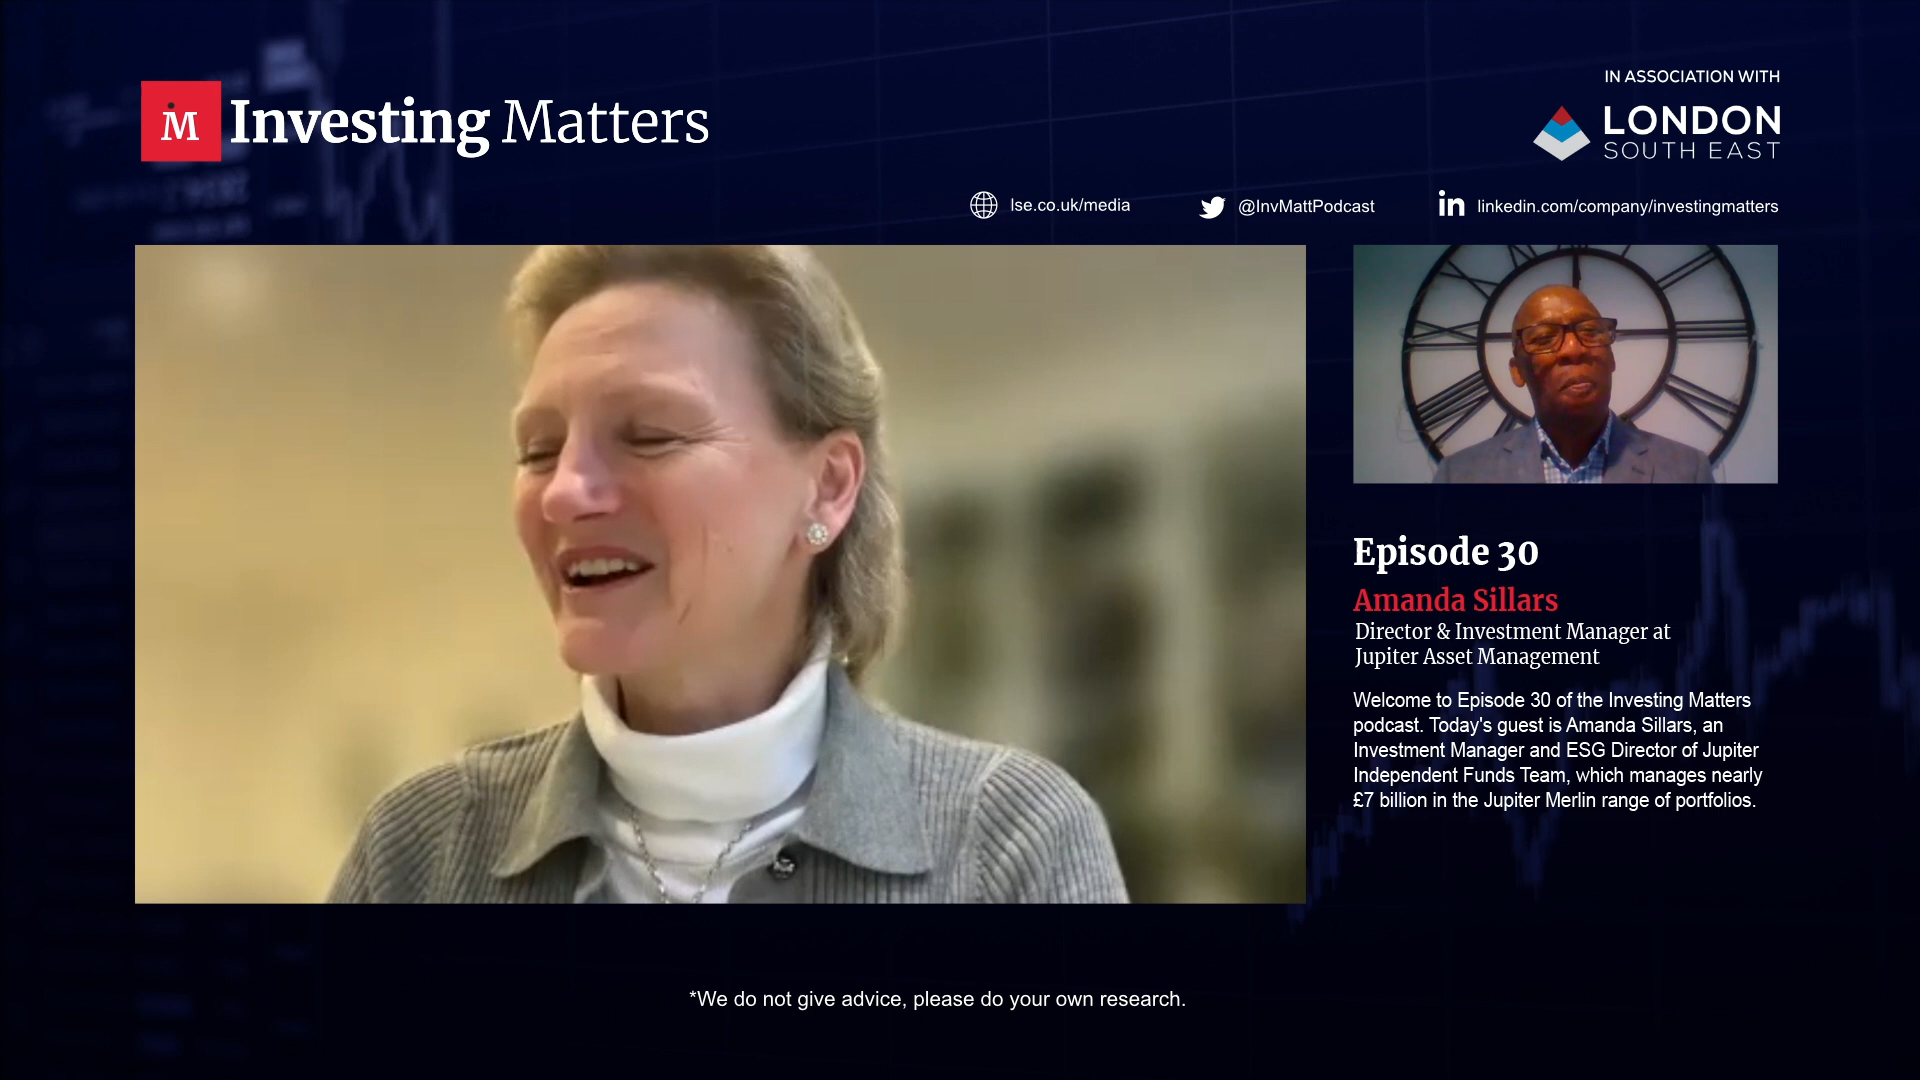 iM Investing Matters
IN ASSOCIATION WITH
LONDON
SOUTH EAST
lse.co.uk/media
@InvMattPodcast
in linkedin.com/company/investingmatters
Episode 30
Amanda Sillars
Director & Investment Manager at
Jupiter Asset Management
Welcome to Episode 30 of the Investing Matters
podcast. Today's guest is Amanda Sillars, an
Investment Manager and ESG Director of Jupiter
Independent Funds Team, which manages nearly
£7 billion in the Jupiter Merlin range of portfolios.
*We do not give advice, please do your own research.